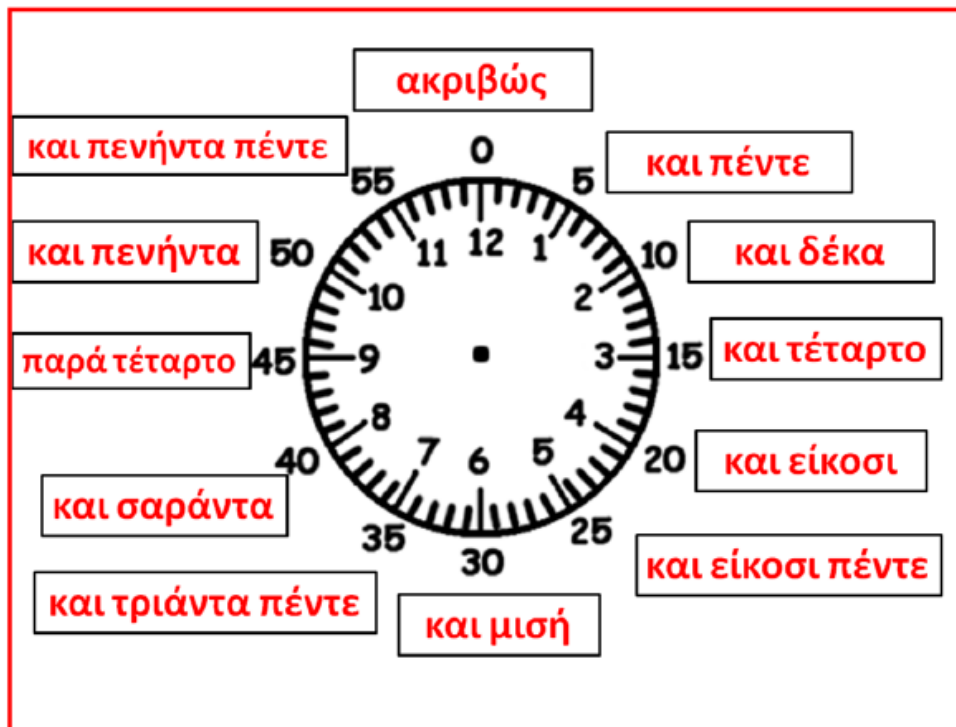 ακριβώς
και πενήντα πέντε
0
και πέντε
55
5
και πενήντα
50
11
12
1
10
και δέκα
10
2
παρά τέταρτο
45
9
3
15
και τέταρτο
8
4
40
7
6
5
20
και είκοσι
και σαράντα
35
25
30
και είκοσι πέντε
και τριάντα πέντε
και μισή